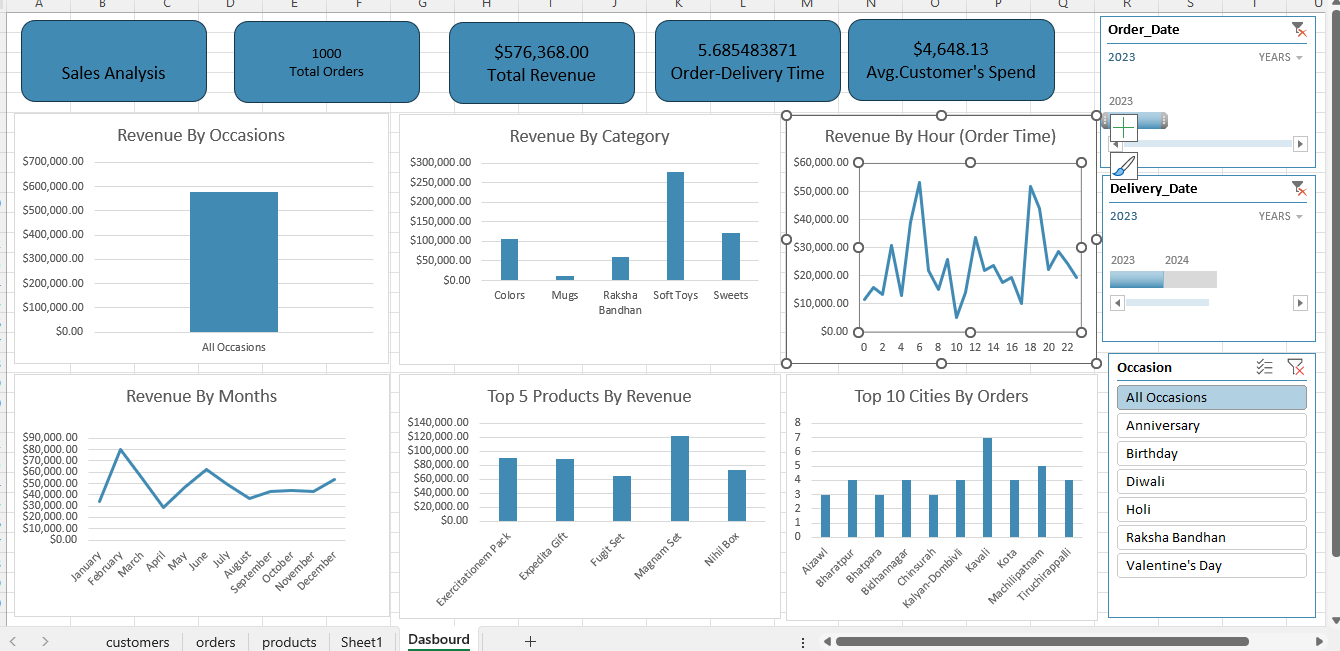 A B C D E F G H I J K L M N O P Q R S T U
Sales Analysis
1000
Total Orders
$576,368.00
Total Revenue
5.685483871
Order-Delivery Time
$4,648.13
Avg.Customer's Spend
Order_Date
2023 YEARS
2023
Delivery_Date
2023 YEARS
2023 2024
Occasion
All Occasions
Anniversary
Birthday
Diwali
Holi
Raksha Bandhan
Valentine's Day
Revenue By Occasions
$700,000.00
$600,000.00
$500,000.00
$400,000.00
$300,000.00
$200,000.00
$100,000.00
$0.00
All Occasions
Revenue By Category
$300,000.00
$250,000.00
$200,000.00
$150,000.00
$100,000.00
$50,000.00
$0.00
Colors Mugs Raksha Soft Toys Sweets
Bandhan
Revenue By Hour (Order Time)
$60,000.00
$50,000.00
$40,000.00
$30,000.00
$20,000.00
$10,000.00
$0.00
0 2 4 6 8 10 12 14 16 18 20 22
Revenue By Months
$90,000.00
$80,000.00
$70,000.00
$60,000.00
$50,000.00
$40,000.00
$30,000.00
$20,000.00
$10,000.00
$0.00
January
February
March
April
May
June
July
August
September
October
November
December
Top 5 Products By Revenue
$140,000.00
$120,000.00
$100,000.00
$80,000.00
$60,000.00
$40,000.00
$20,000.00
$0.00
Exercitationem Pack
Expedita Gift
Fugit Set
Magnam Set
Nihil Box
Top 10 Cities By Orders
8
7
6
5
4
3
2
1
0
Aizawl
Bharatpur
Bhatpara
Bidhannagar
Chinsurah
Kalyan-Dombivli
Kavali
Kota
Machilipatnam
Tiruchirappalli
customers orders products Sheet1 Dasbourd